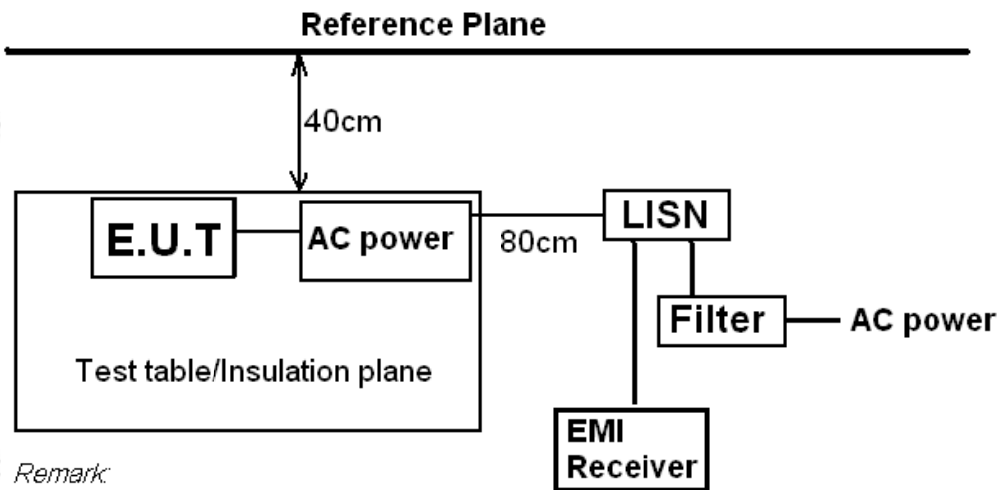 Reference Plane
40cm
LISN
E.U.T
AC power
80cm
Filter
AC power
Test table/Insulation plane
EMI
Receiver
Remark: